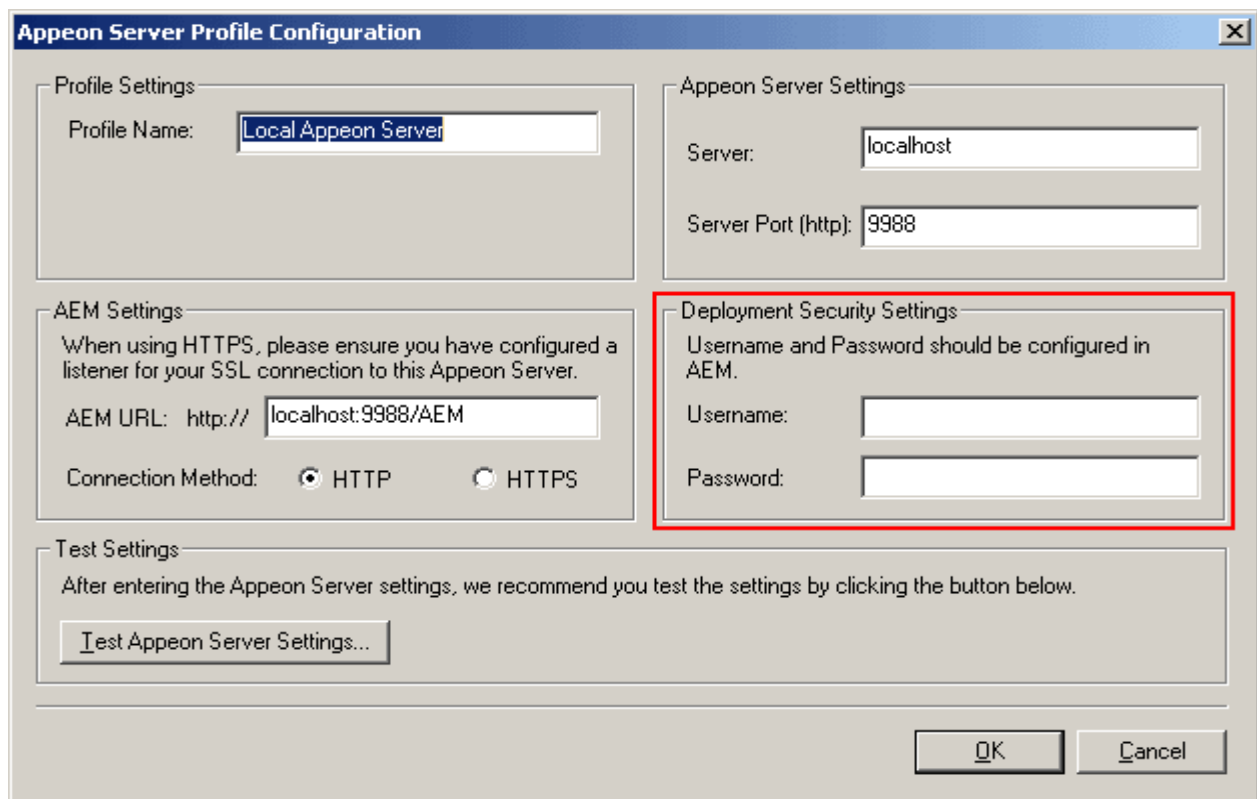 Appeon Server Profile Configuration
Profile Settings
Profile Name: Local Appeon Server
Appeon Server Settings
Server: localhost
Server Port (http): 9988
AEM Settings
When using HTTPS, please ensure you have configured a
listener for your SSL connection to this Appeon Server.
AEM URL: http:// localhost:9988/AEM
Connection Method: HTTP HTTPS
Deployment Security Settings
Username and Password should be configured in
AEM.
Username:
Password:
Test Settings
After entering the Appeon Server settings, we recommend you test the settings by clicking the button below.
Test Appeon Server Settings...
OK Cancel